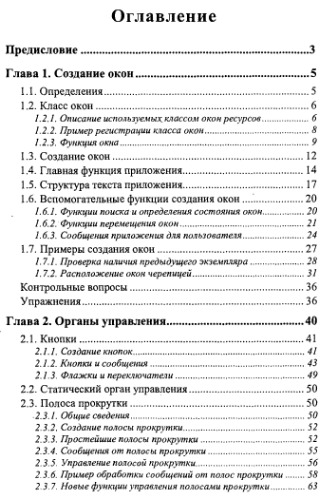 Оглавление
Предисловие ........ 3
Глава 1. Создание окон ........ 5
1.1. Определения ........ 5
1.2. Класс окон ........ 6
1.2.1. Описание используемых классом окон ресурсов ........ 6
1.2.2. Пример регистрации класса окон ........ 8
1.2.3. Функция окна ........ 9
1.3. Создание окон ........ 12
1.4. Главная функция приложения ........ 14
1.5. Структура текста приложения ........ 17
1.6. Вспомогательные функции создания окон ........ 20
1.6.1. Функции поиска и определения состояния окон ........ 20
1.6.2. Функции перемещения окон ........ 21
1.6.3. Сообщения приложения для пользователя ........ 24
1.7. Примеры создания окон ........ 27
1.7.1. Проверка наличия предыдущего экземпляра ........ 28
1.7.2. Расположение окон черепицей ........ 31
Контрольные вопросы ........ 36
Упражнения ........ 36
Глава 2. Органы управления ........ 40
2.1. Кнопки ........ 41
2.1.1. Создание кнопок ........ 41
2.1.2. Кнопки и сообщения ........ 43
2.1.3. Флажки и переключатели ........ 49
2.2. Статический орган управления ........ 50
2.3. Полоса прокрутки ........ 50
2.3.1. Общие сведения ........ 50
2.3.2. Создание полосы прокрутки ........ 52
2.3.3. Простейшие полосы прокрутки ........ 52
2.3.4. Сообщения от полосы прокрутки ........ 55
2.3.5. Управление полосой прокрутки ........ 56
2.3.6. Пример обработки сообщений от полос прокрутки ........ 58
2.3.7. Новые функции управления полосами прокрутки ........ 63